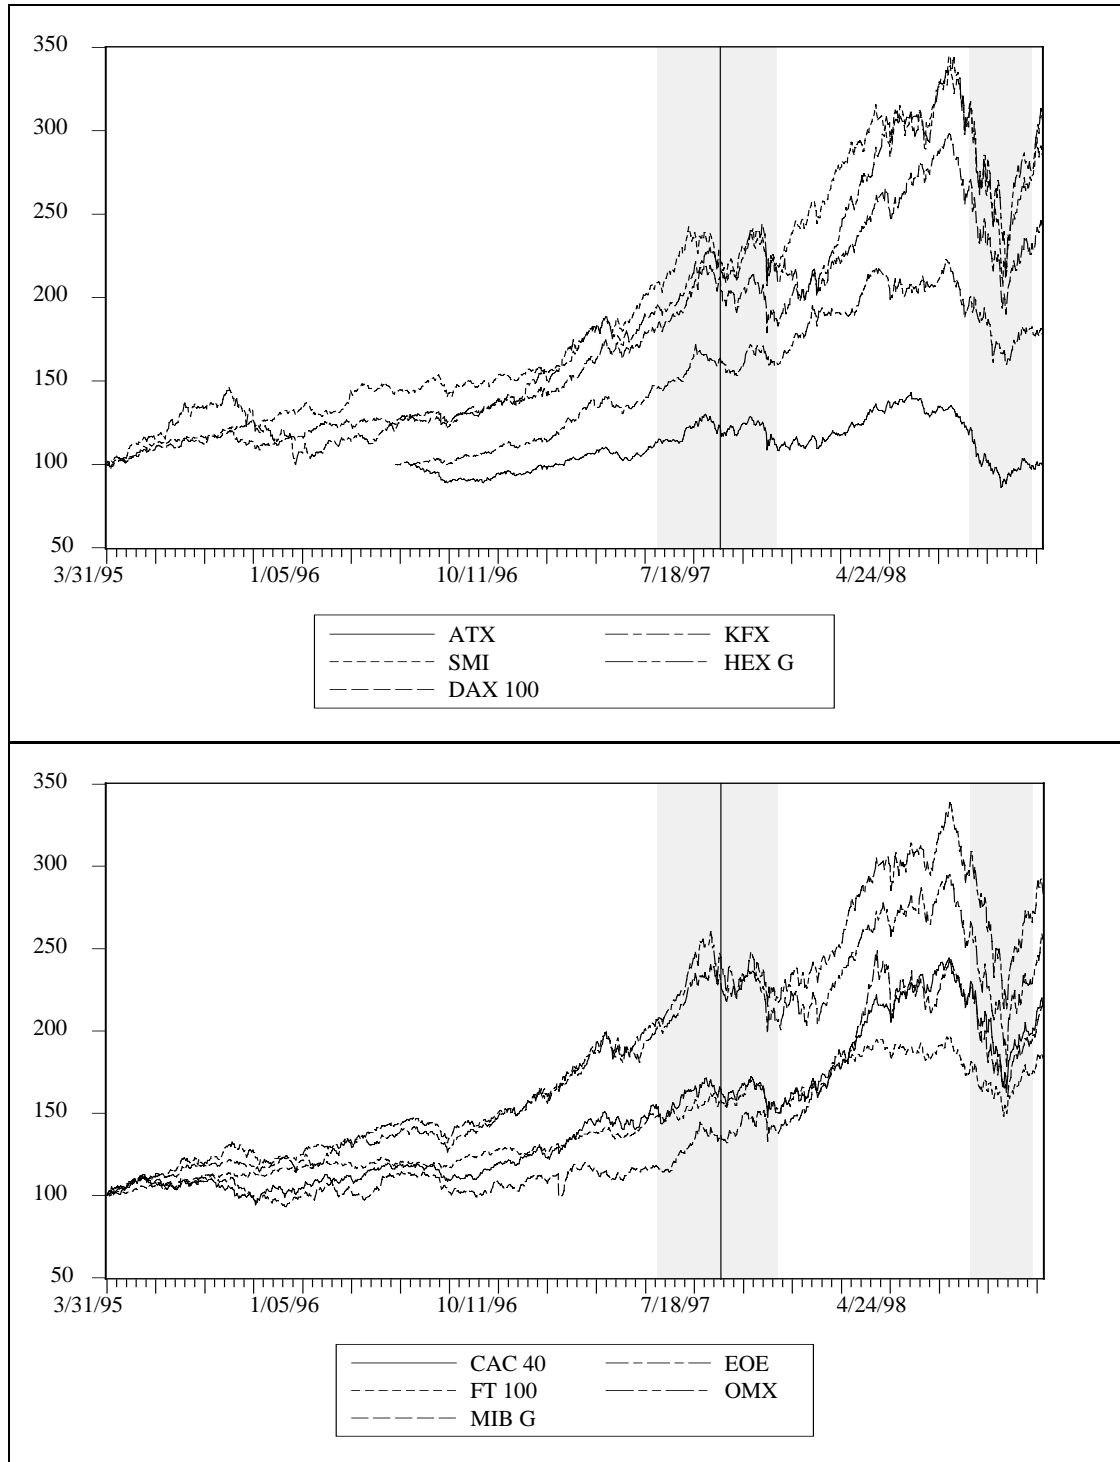 350
300
250
200
150
100
50
3/31/95 1/05/96 10/11/96 7/18/97 4/24/98
ATX KFX
SMI HEX G
DAX 100
350
300
250
200
150
100
50
3/31/95 1/05/96 10/11/96 7/18/97 4/24/98
CAC 40 EOE
FT 100 OMX
MIB G